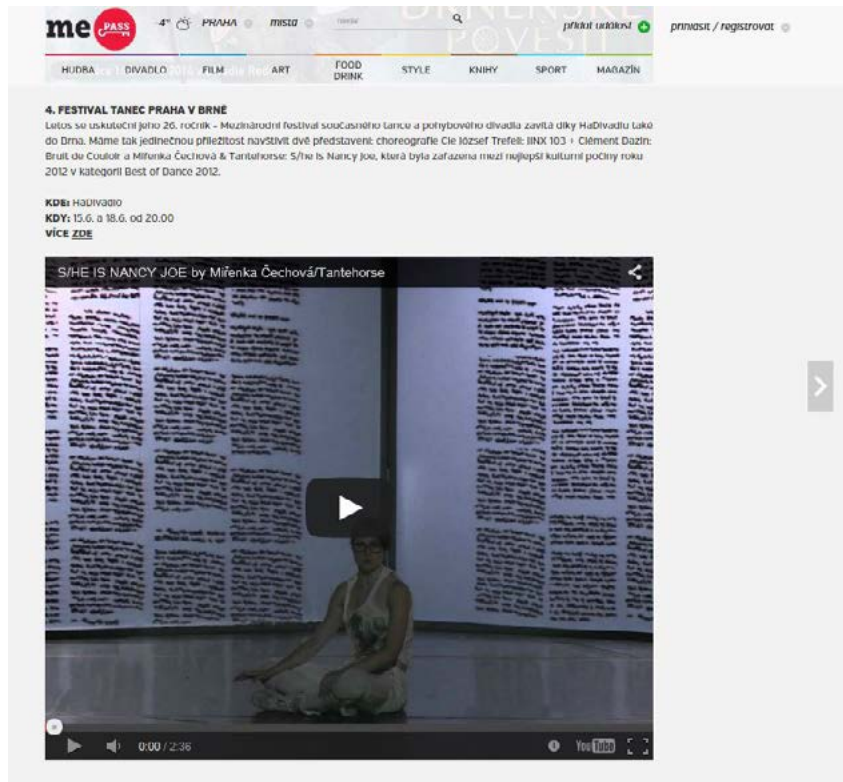 BRNĚNSKÉ
POVĚSTI
me PASS
-4° PRAHA místa
přidat událost
přihlásit / registrovat
HUDBA DIVADLO FILM ART FOOD DRINK STYLE KNIHY SPORT MAGAZÍN
4. FESTIVAL TANEC PRAHA V BRNĚ
Letos se uskuteční jeho 26. ročník – Mezinárodní festival současného tance a pohybového divadla zavítá díky HaDivadlu také
do Brna. Máme tak jedinečnou příležitost navštívit dvě představení: choreografie Cie József Trefeli: JINX 103 + Clément Dazin:
Bruit de Couloir a Miřenka Čechová & Tantehorse: S/he Is Nancy Joe, která byla zařazena mezi nejlepší kulturní počiny roku
2012 v kategorii Best of Dance 2012.
KDE: HaDivadlo
KDY: 15.6. a 18.6. od 20.00
VÍCE ZDE
S/HE IS NANCY JOE by Miřenka Čechová/Tantehorse
0:00 / 2:36
YouTube